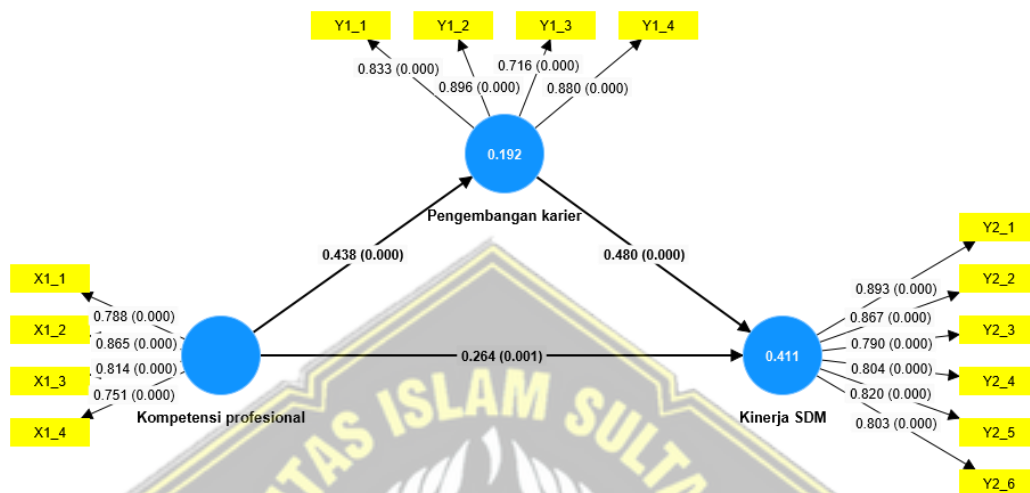 Y1_1
Y1_2
Y1_3
Y1_4
0.833 (0.000)
0.896 (0.000)
0.716 (0.000)
0.880 (0.000)
0.192
Pengembangan karier
0.438 (0.000)
0.480 (0.000)
X1_1
X1_2
X1_3
X1_4
0.788 (0.000)
0.865 (0.000)
0.814 (0.000)
0.751 (0.000)
Kompetensi profesional
0.264 (0.001)
0.411
Kinerja SDM
0.893 (0.000)
0.867 (0.000)
0.790 (0.000)
0.804 (0.000)
0.820 (0.000)
0.803 (0.000)
Y2_1
Y2_2
Y2_3
Y2_4
Y2_5
Y2_6
ISLAM